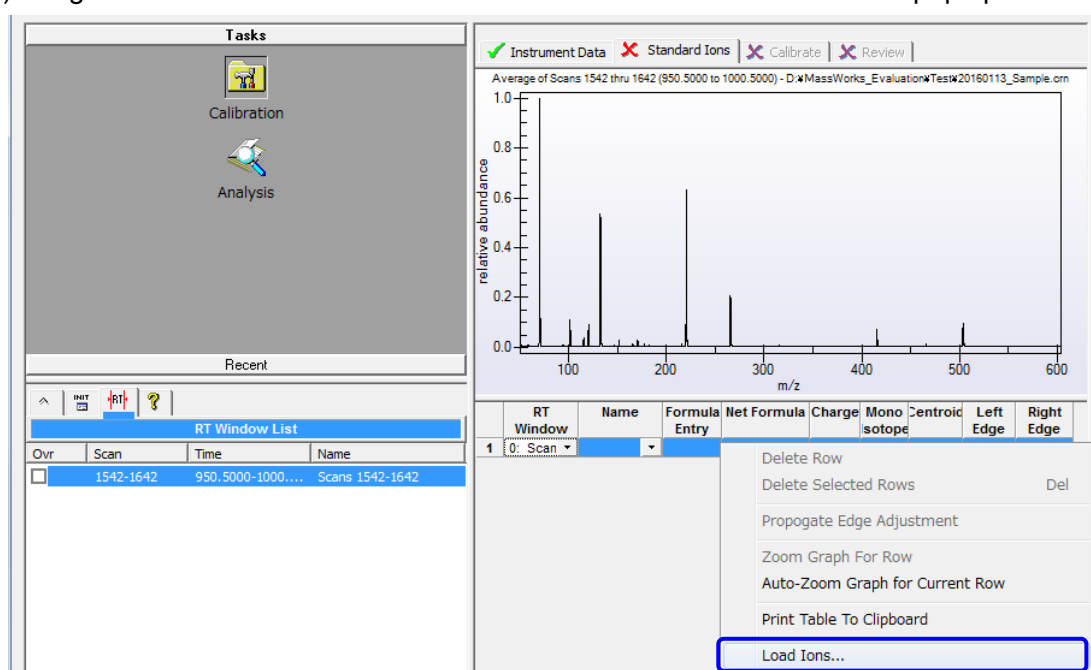 Tasks
Calibration
Analysis
Recent
INIT
RT
?
RT Window List
Ovr Scan Time Name
1542-1642 950.5000-1000.... Scans 1542-1642
Instrument Data Standard Ions Calibrate Review
Average of Scans 1542 thru 1642 (950.5000 to 1000.5000) - D:¥MassWorks_Evaluation¥Test¥20160113_Sample.crn
1.0
0.8
0.6
0.4
0.2
0.0
relative abundance
100 200 300 400 500 600
m/z
RT Window Name Formula Entry Net Formula Charge Mono Isotope Centroid Left Edge Right Edge
1 0: Scan
Delete Row
Delete Selected Rows Del
Propogate Edge Adjustment
Zoom Graph For Row
Auto-Zoom Graph for Current Row
Print Table To Clipboard
Load Ions...